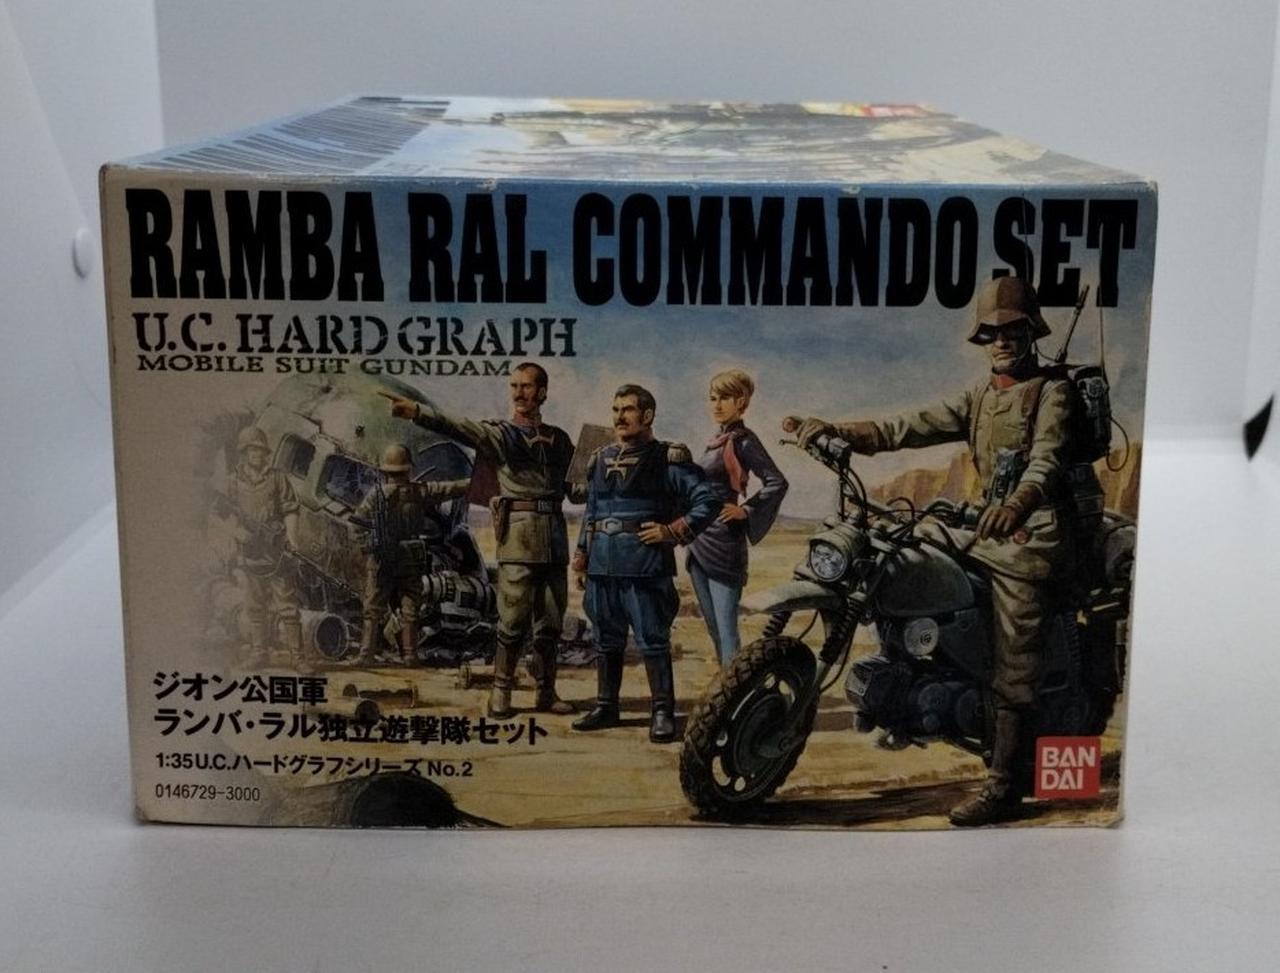 RAMBA RAL COMMANDO SET
U.C. HARD GRAPH
MOBILE SUIT GUNDAM
ジオン公国軍
ランバ・ラル独立遊撃隊セット
1:35 U.C.ハードグラフシリーズ No.2
0146729-3000
BAN
DAI